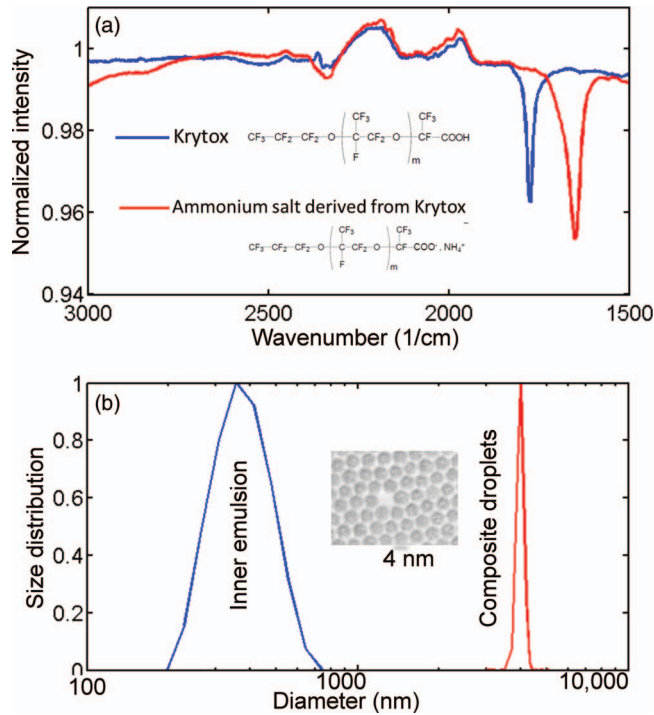 (a)
1
0.98
0.96
0.94
Normalized intensity
Krytox
CF₃
CF₃—CF₂—CF₂—O—(C—CF₂—O)—CF—COOH
CF₃
F
m
Ammonium salt derived from Krytox
CF₃
CF₃
CF₃—CF₂—CF₂—O—(C—CF₂—O)—CF—COO⁻. NH₄⁺
F
m
3000
2500
2000
1500
Wavenumber (1/cm)
(b)
1
0.8
0.6
0.4
0.2
0
Size distribution
Inner emulsion
4 nm
Composite droplets
100
1000
10,000
Diameter (nm)